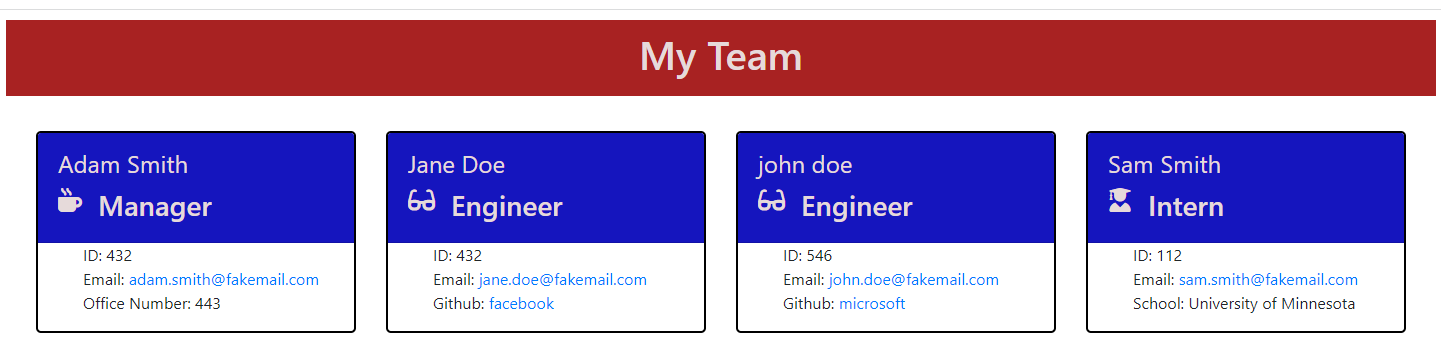 My Team
Adam Smith
Manager
ID: 432
Email: adam.smith@fakemail.com
Office Number: 443
Jane Doe
Engineer
ID: 432
Email: jane.doe@fakemail.com
Github: facebook
john doe
Engineer
ID: 546
Email: john.doe@fakemail.com
Github: microsoft
Sam Smith
Intern
ID: 112
Email: sam.smith@fakemail.com
School: University of Minnesota